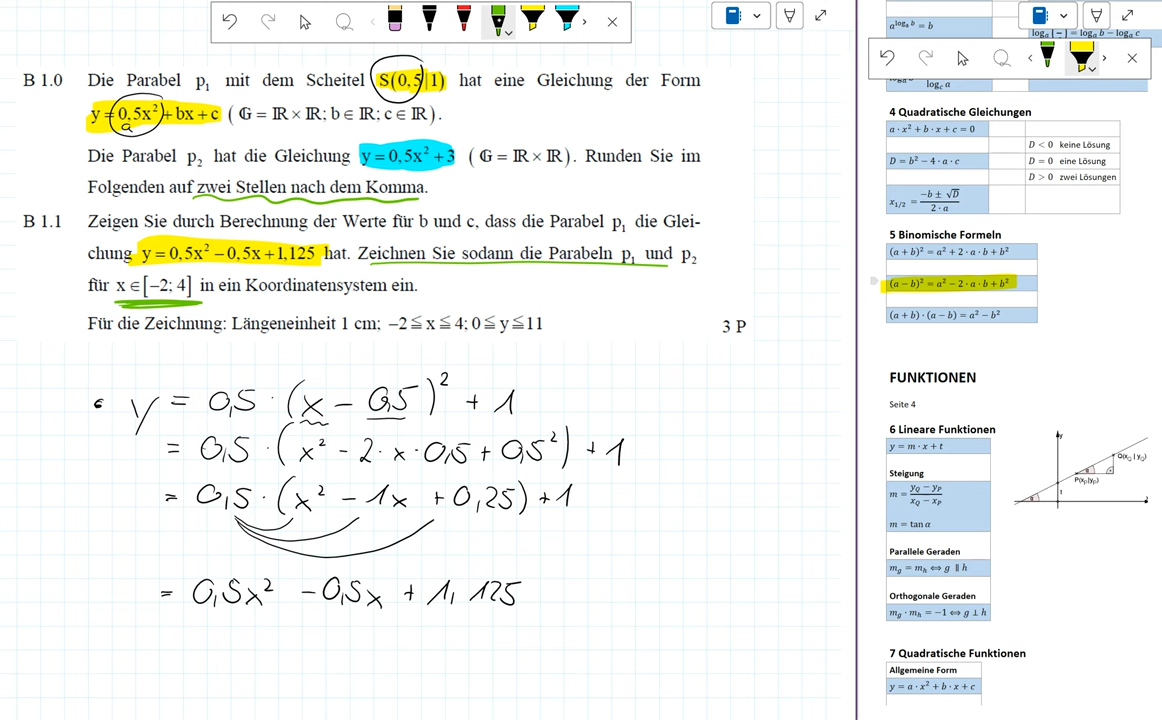 B 1.0 Die Parabel p₁ mit dem Scheitel S(0,5|1) hat eine Gleichung der Form
y = 0,5x² + bx + c ( 𝔾 = ℝ × ℝ; b ∈ ℝ; c ∈ ℝ ).
a
Die Parabel p₂ hat die Gleichung y = 0,5x² + 3 ( 𝔾 = ℝ × ℝ ). Runden Sie im
Folgenden auf zwei Stellen nach dem Komma.
B 1.1 Zeigen Sie durch Berechnung der Werte für b und c, dass die Parabel p₁ die Glei-
chung y = 0,5x² − 0,5x + 1,125 hat. Zeichnen Sie sodann die Parabeln p₁ und p₂
für x ∈ [−2; 4] in ein Koordinatensystem ein.
Für die Zeichnung: Längeneinheit 1 cm; −2 ≦ x ≦ 4; 0 ≦ y ≦ 11 3 P
y = 0,5 · (x − 0,5)² + 1
= 0,5 · (x² − 2 · x · 0,5 + 0,5²) + 1
= 0,5 · (x² − 1x + 0,25) + 1
= 0,5x² − 0,5x + 1,125
a^(logₐ b) = b
logₐ b − logₐ c
log_c a
4 Quadratische Gleichungen
a · x² + b · x + c = 0
D < 0 keine Lösung
D = b² − 4 · a · c D = 0 eine Lösung
D > 0 zwei Lösungen
x₁/₂ = (−b ± √D) / (2 · a)
5 Binomische Formeln
(a + b)² = a² + 2 · a · b + b²
(a − b)² = a² − 2 · a · b + b²
(a + b) · (a − b) = a² − b²
FUNKTIONEN
Seite 4
6 Lineare Funktionen
y = m · x + t
Steigung
m = (y_Q − y_P) / (x_Q − x_P)
m = tan α
y
Q(x_Q|y_Q)
P(x_P|y_P)
t
x
Parallele Geraden
m_g = m_h ⟺ g ∥ h
Orthogonale Geraden
m_g · m_h = −1 ⟺ g ⊥ h
7 Quadratische Funktionen
Allgemeine Form
y = a · x² + b · x + c